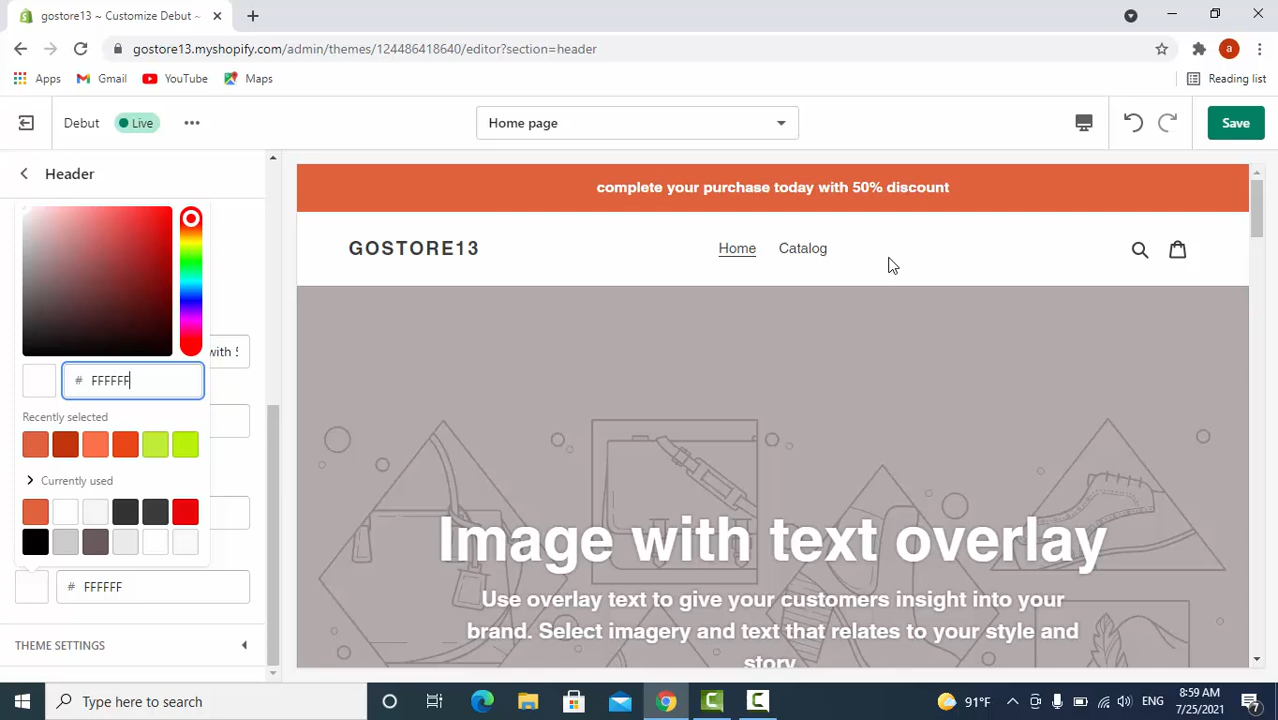 gostore13 ~ Customize Debut ~
gostore13.myshopify.com/admin/themes/124486418640/editor?section=header
a
Apps
Gmail
YouTube
Maps
Reading list
Debut
Live
Home page
Save
Header
with 5
# FFFFFF
Recently selected
Currently used
# FFFFFF
THEME SETTINGS
complete your purchase today with 50% discount
GOSTORE13
Home
Catalog
Image with text overlay
Use overlay text to give your customers insight into your
brand. Select imagery and text that relates to your style and
story
Type here to search
91°F
ENG
8:59 AM
7/25/2021
7